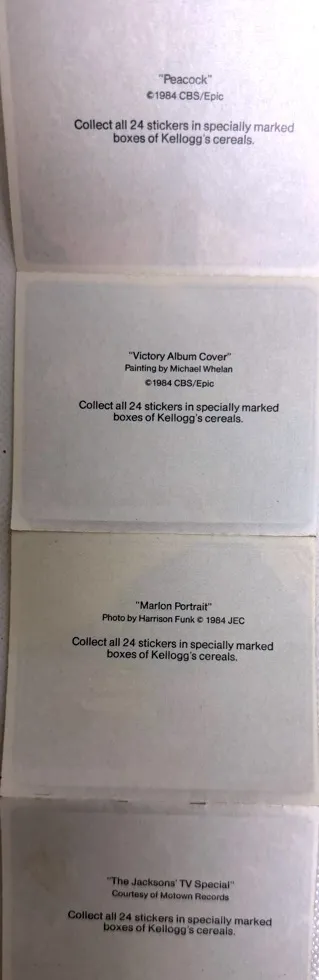 "Peacock"
©1984 CBS/Epic
Collect all 24 stickers in specially marked
boxes of Kellogg's cereals.
"Victory Album Cover"
Painting by Michael Whelan
©1984 CBS/Epic
Collect all 24 stickers in specially marked
boxes of Kellogg's cereals.
"Marlon Portrait"
Photo by Harrison Funk © 1984 JEC
Collect all 24 stickers in specially marked
boxes of Kellogg's cereals.
"The Jacksons' TV Special"
Courtesy of Motown Records
Collect all 24 stickers in specially marked
boxes of Kellogg's cereals.